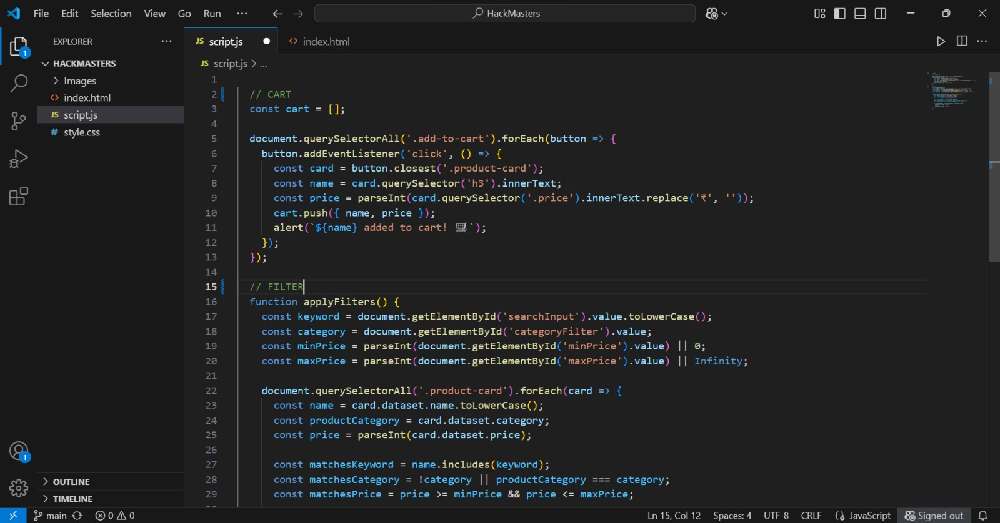 File Edit Selection View Go Run ··· HackMasters
EXPLORER ···
HACKMASTERS
Images
index.html
JS script.js
# style.css
OUTLINE
TIMELINE
1
1
JS script.js
index.html
···
JS script.js > ...
1
2 // CART
3 const cart = [];
4
5 document.querySelectorAll('.add-to-cart').forEach(button => {
6 button.addEventListener('click', () => {
7 const card = button.closest('.product-card');
8 const name = card.querySelector('h3').innerText;
9 const price = parseInt(card.querySelector('.price').innerText.replace('₹', ''));
10 cart.push({ name, price });
11 alert(`${name} added to cart! 🛒`);
12 });
13 });
14
15 // FILTER
16 function applyFilters() {
17 const keyword = document.getElementById('searchInput').value.toLowerCase();
18 const category = document.getElementById('categoryFilter').value;
19 const minPrice = parseInt(document.getElementById('minPrice').value) || 0;
20 const maxPrice = parseInt(document.getElementById('maxPrice').value) || Infinity;
21
22 document.querySelectorAll('.product-card').forEach(card => {
23 const name = card.dataset.name.toLowerCase();
24 const productCategory = card.dataset.category;
25 const price = parseInt(card.dataset.price);
26
27 const matchesKeyword = name.includes(keyword);
28 const matchesCategory = !category || productCategory === category;
29 const matchesPrice = price >= minPrice && price <= maxPrice;
main 0 0 Ln 15, Col 12 Spaces: 4 UTF-8 CRLF {} JavaScript Signed out